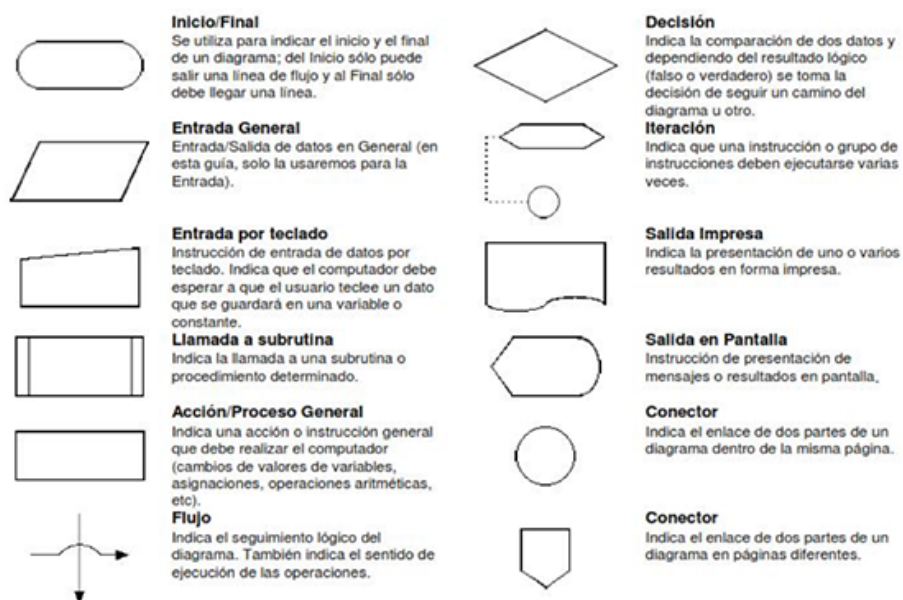 Inicio/Final
Se utiliza para indicar el inicio y el final
de un diagrama; del Inicio sólo puede
salir una línea de flujo y al Final sólo
debe llegar una línea.
Entrada General
Entrada/Salida de datos en General (en
esta guía, solo la usaremos para la
Entrada).
Entrada por teclado
Instrucción de entrada de datos por
teclado. Indica que el computador debe
esperar a que el usuario teclee un dato
que se guardará en una variable o
constante.
Llamada a subrutina
Indica la llamada a una subrutina o
procedimiento determinado.
Acción/Proceso General
Indica una acción o instrucción general
que debe realizar el computador
(cambios de valores de variables,
asignaciones, operaciones aritméticas,
etc).
Flujo
Indica el seguimiento lógico del
diagrama. También indica el sentido de
ejecución de las operaciones.
Decisión
Indica la comparación de dos datos y
dependiendo del resultado lógico
(falso o verdadero) se toma la
decisión de seguir un camino del
diagrama u otro.
Iteración
Indica que una instrucción o grupo de
instrucciones deben ejecutarse varias
veces.
Salida Impresa
Indica la presentación de uno o varios
resultados en forma impresa.
Salida en Pantalla
Instrucción de presentación de
mensajes o resultados en pantalla,
Conector
Indica el enlace de dos partes de un
diagrama dentro de la misma página.
Conector
Indica el enlace de dos partes de un
diagrama en páginas diferentes.